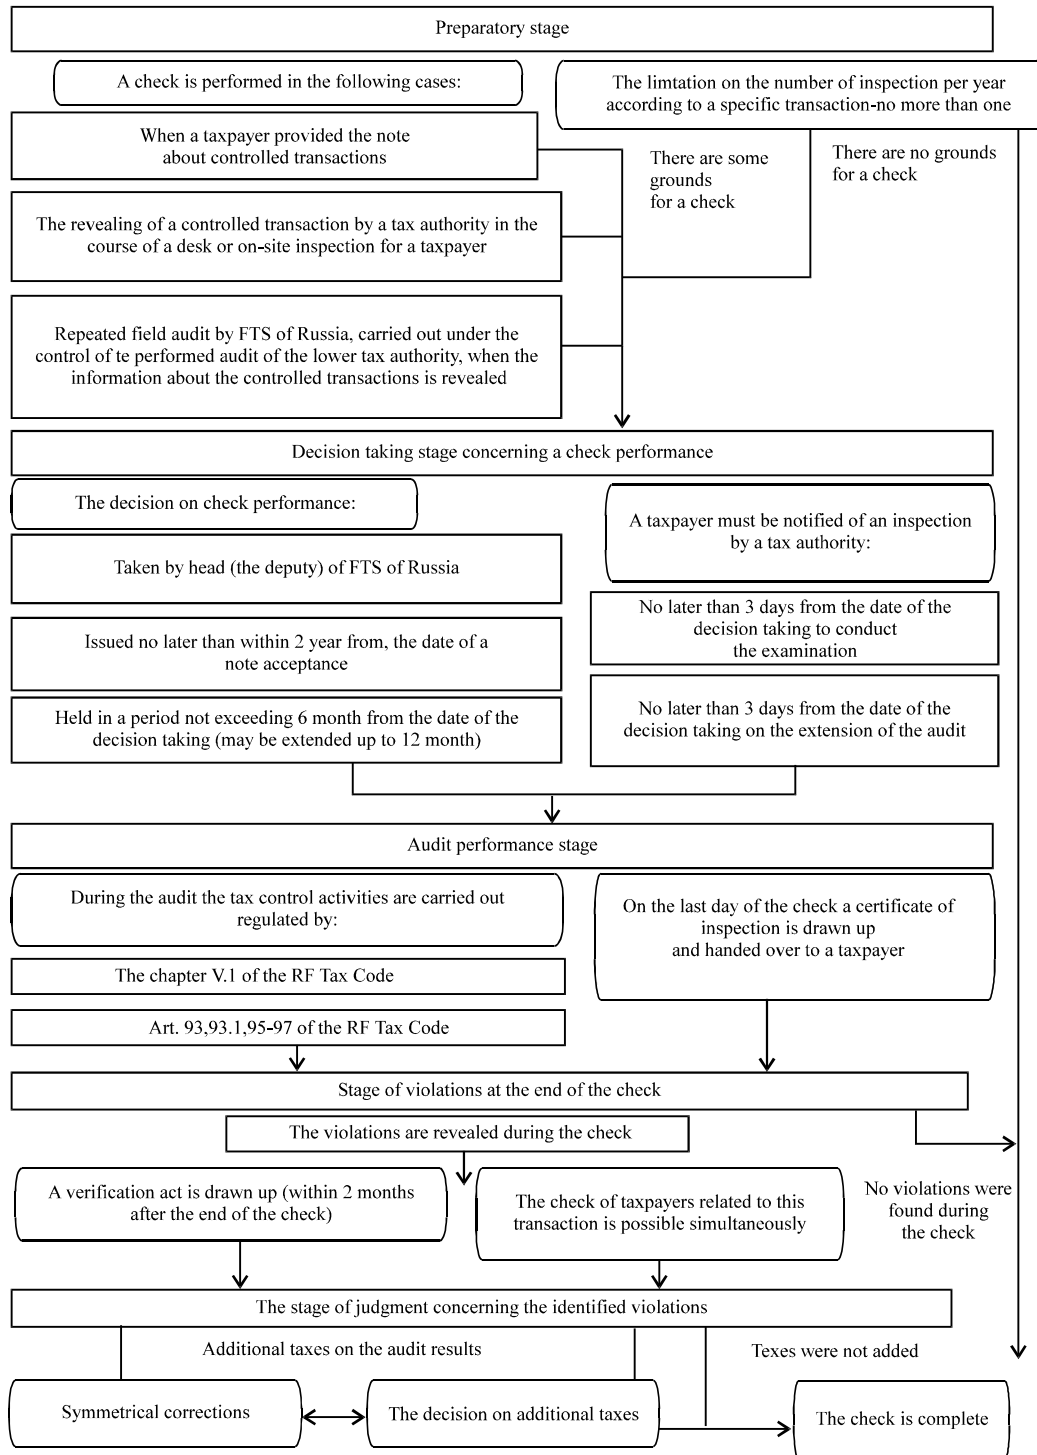 Preparatory stage
A check is performed in the following cases:
The limtation on the number of inspection per year
according to a specific transaction-no more than one
When a taxpayer provided the note
about controlled transactions
There are some
grounds
for a check
There are no grounds
for a check
The revealing of a controlled transaction by a tax authority in the
course of a desk or on-site inspection for a taxpayer
Repeated field audit by FTS of Russia, carried out under the
control of te performed audit of the lower tax authority, when the
information about the controlled transactions is revealed
Decision taking stage concerning a check performance
The decision on check performance:
A taxpayer must be notified of an inspection
by a tax authority:
Taken by head (the deputy) of FTS of Russia
No later than 3 days from the date of the
decision taking to conduct
the examination
Issued no later than within 2 year from, the date of a
note acceptance
Held in a period not exceeding 6 month from the date of the
decision taking (may be extended up to 12 month)
No later than 3 days from the date of the
decision taking on the extension of the audit
Audit performance stage
During the audit the tax control activities are carried out
regulated by:
On the last day of the check a certificate of
inspection is drawn up
and handed over to a taxpayer
The chapter V.1 of the RF Tax Code
Art. 93,93.1,95-97 of the RF Tax Code
Stage of violations at the end of the check
The violations are revealed during the check
A verification act is drawn up (within 2 months
after the end of the check)
The check of taxpayers related to this
transaction is possible simultaneously
No violations were
found during
the check
The stage of judgment concerning the identified violations
Additional taxes on the audit results
Texes were not added
Symmetrical corrections
The decision on additional taxes
The check is complete